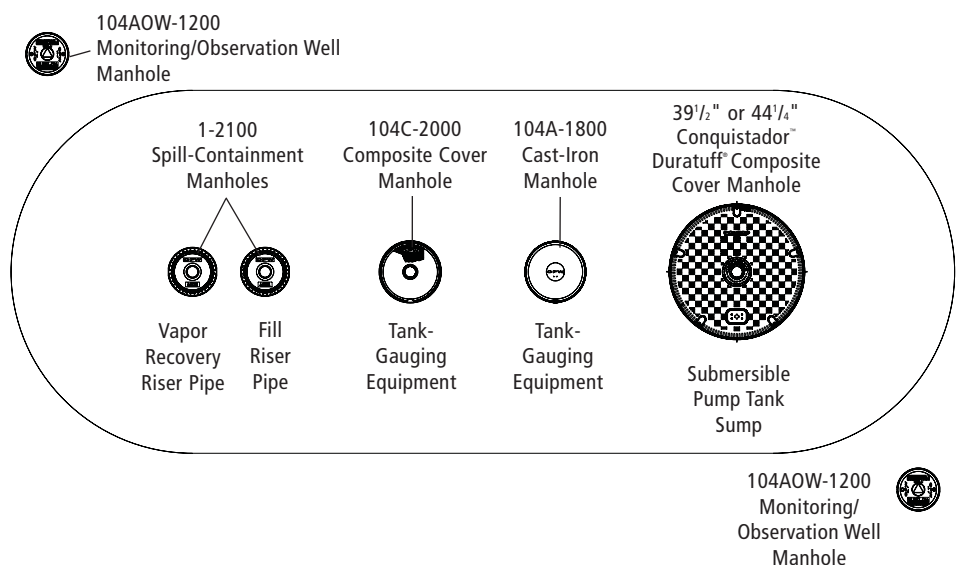 104AOW-1200
Monitoring/Observation Well
Manhole
1-2100
Spill-Containment
Manholes
104C-2000
Composite Cover
Manhole
104A-1800
Cast-Iron
Manhole
39¹/₂" or 44¹/₄"
Conquistador™
Duratuff® Composite
Cover Manhole
Vapor
Recovery
Riser Pipe
Fill
Riser
Pipe
Tank-
Gauging
Equipment
Tank-
Gauging
Equipment
Submersible
Pump Tank
Sump
104AOW-1200
Monitoring/
Observation Well
Manhole